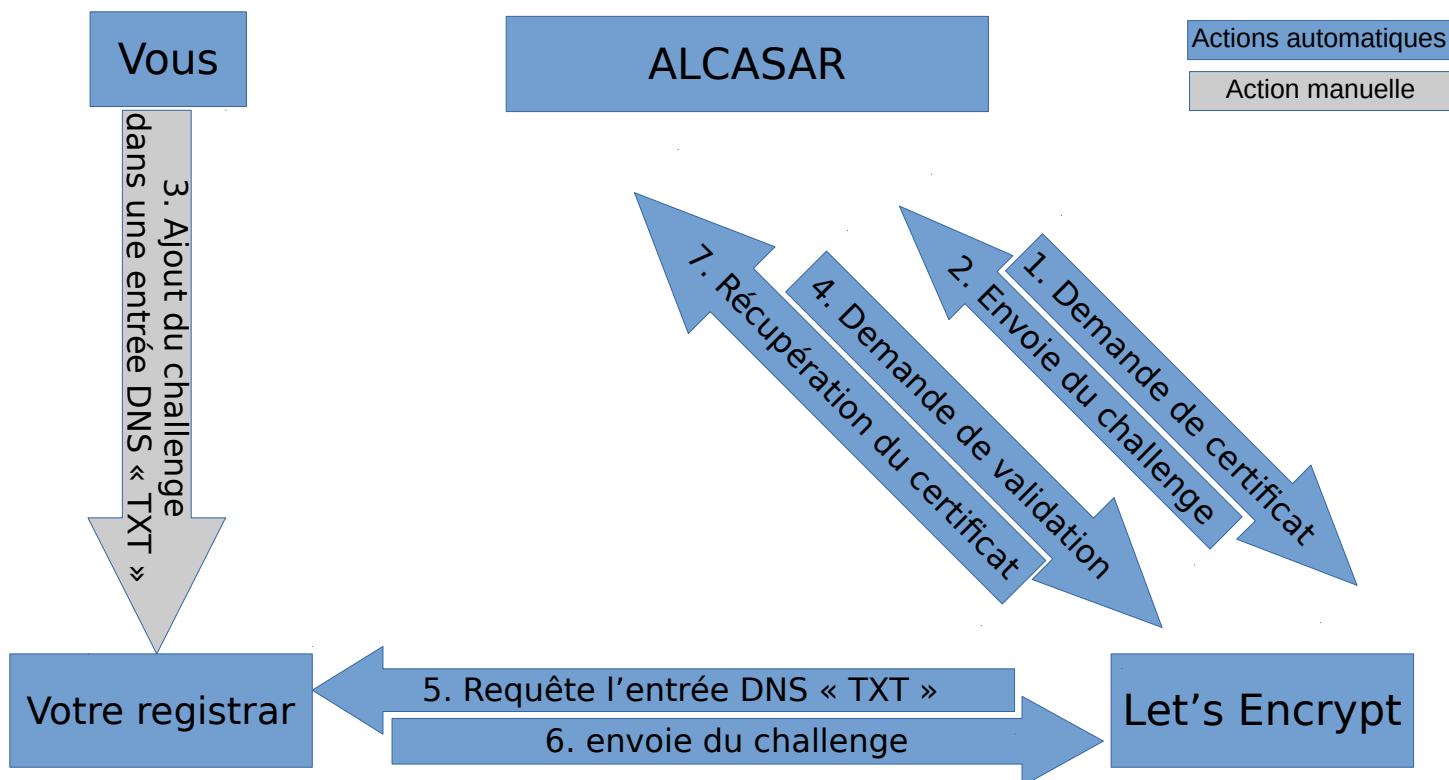 Vous
ALCASAR
Actions automatiques
Action manuelle
3. Ajout du challenge
dans une entrée DNS « TXT »
1. Demande de certificat
2. Envoie du challenge
4. Demande de validation
7. Récupération du certificat
Votre registrar
5. Requête l’entrée DNS « TXT »
6. envoie du challenge
Let’s Encrypt